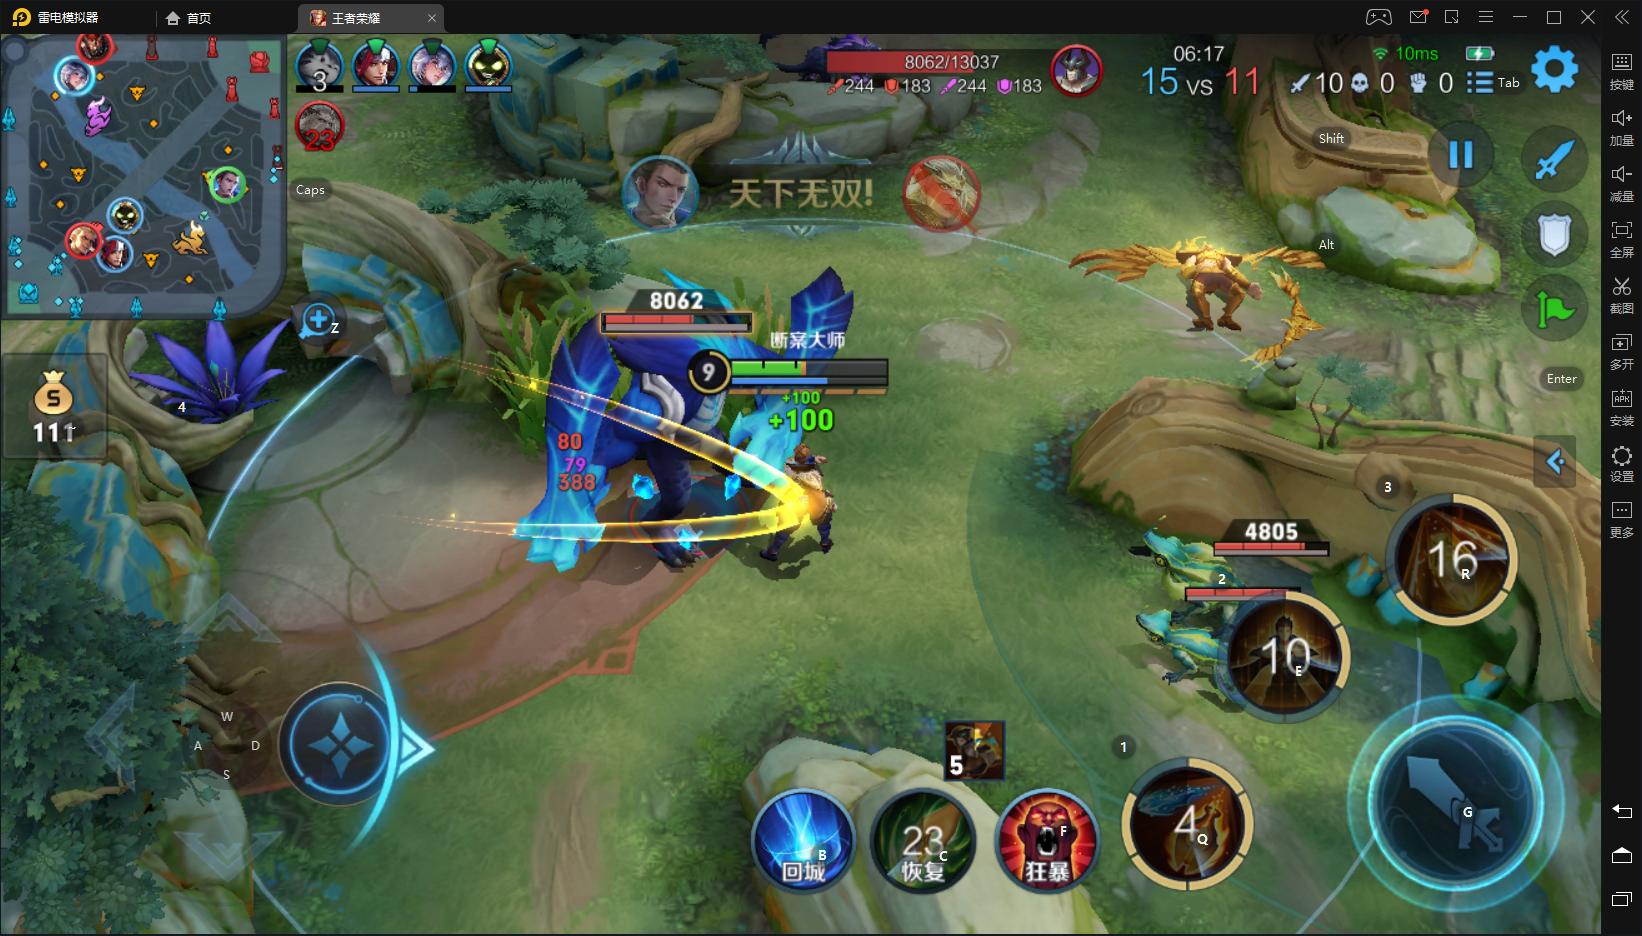 雷电模拟器
首页
王者荣耀
3
23
Caps
8062/13037
244 183 244 183
06:17
15 vs 11
10ms
10 0 0
Tab
Shift
天下无双!
Alt
Z
S
4
Enter
8062
断案大师
9
+100
+100
80
79
388
3
4805
2
16
R
10
E
W
A D
S
5
1
回城
B
23
恢复
C
狂暴
F
4
Q
G
按键
加量
减量
全屏
截图
多开
APK
安装
设置
更多